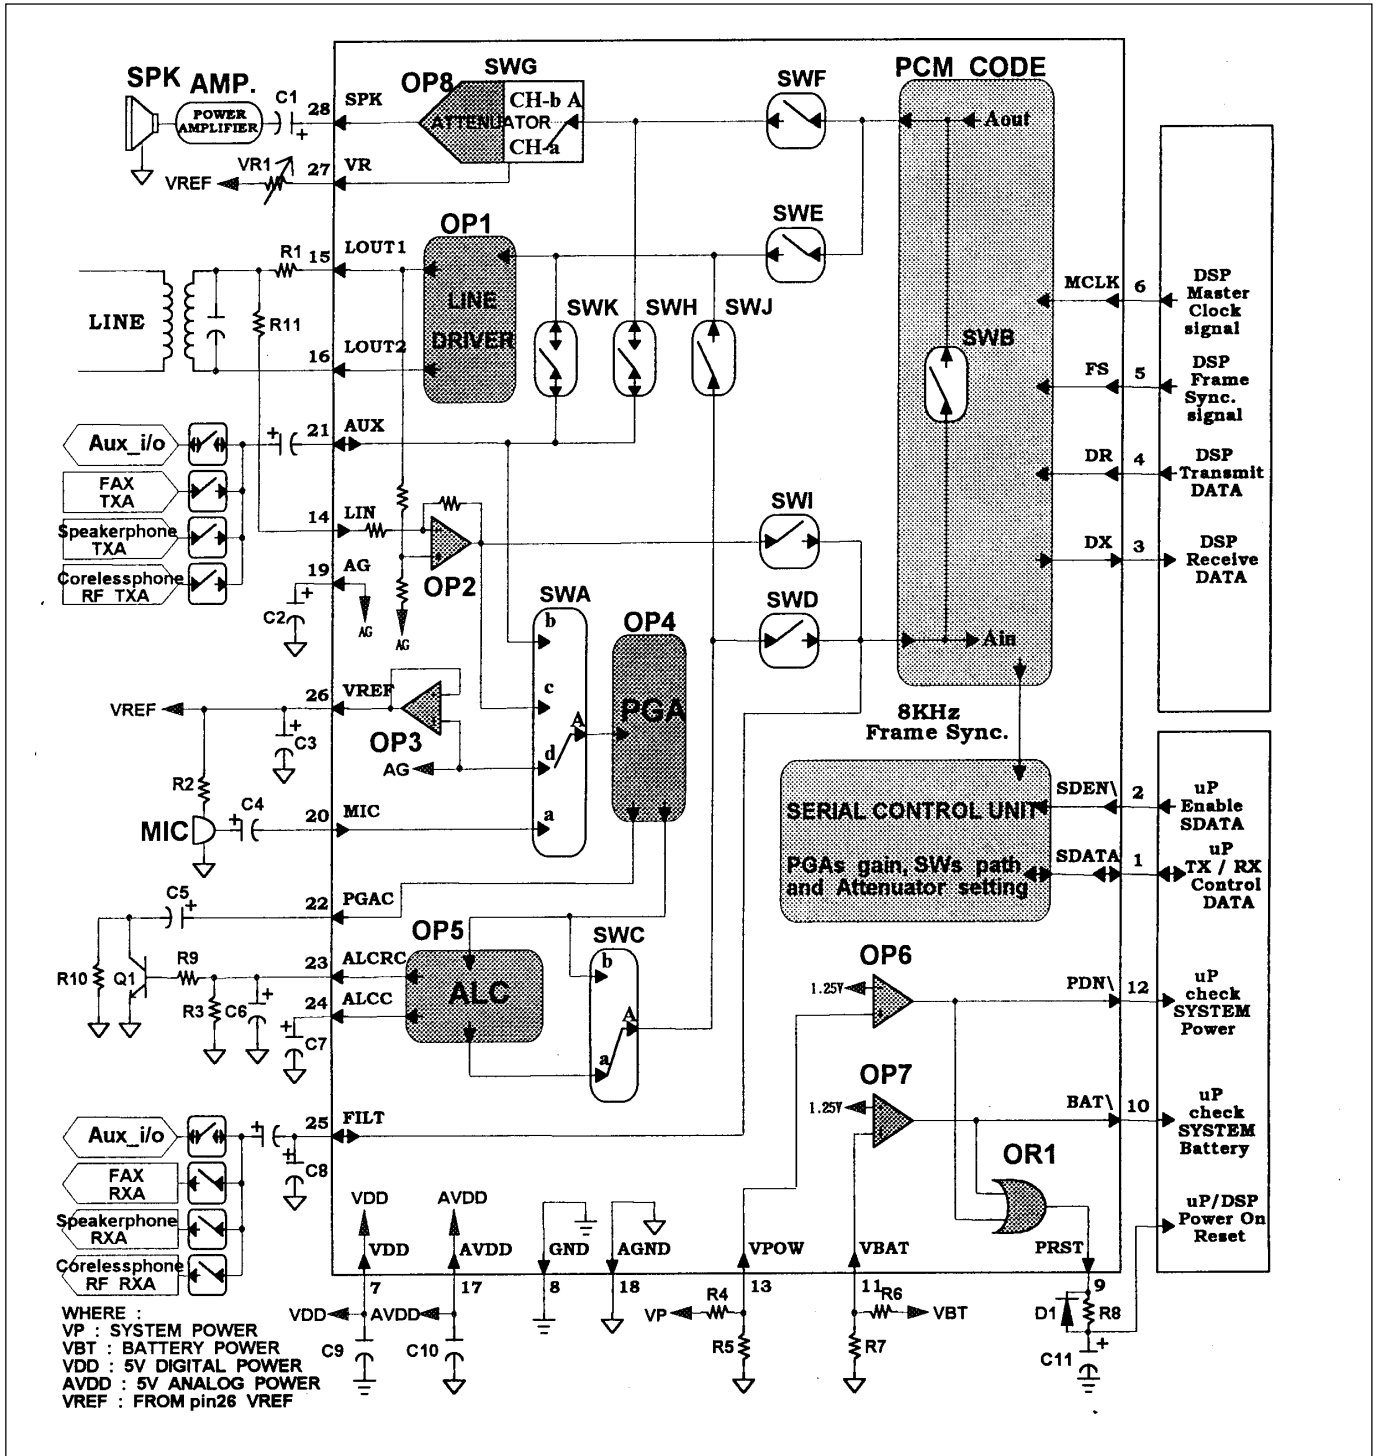 SPK AMP.
POWER AMPLIFIER
C1
+
28
SPK
OP8
SWG
ATTENUATOR
CH-b A
CH-a
SWF
PCM CODE
Aout
VREF
VR1
27
VR
OP1
LINE DRIVER
SWE
LINE
R1
15
LOUT1
R11
16
LOUT2
SWK
SWH
SWJ
SWB
MCLK
6
DSP Master Clock signal
FS
5
DSP Frame Sync. signal
DR
4
DSP Transmit DATA
DX
3
DSP Receive DATA
Aux_i/o
+
21
AUX
FAX TXA
Speakerphone TXA
Corelessphone RF TXA
14
LIN
OP2
19
AG
+
C2
AG
AG
SWI
SWD
Ain
SWA
b
c
d
a
A
OP4
PGA
VREF
26
VREF
+
C3
OP3
AG
R2
MIC
+
C4
20
MIC
8KHz
Frame Sync.
SERIAL CONTROL UNIT
PGAs gain, SWs path
and Attenuator setting
SDEN\
2
uP Enable SDATA
SDATA
1
uP TX / RX Control DATA
C5
+
22
PGAC
OP5
ALC
SWC
b
A
a
R10
Q1
R9
23
ALCRC
R3
C6
+
24
ALCC
+
C7
OP6
1.25V
PDN\
12
uP check SYSTEM Power
OP7
1.25V
BAT\
10
uP check SYSTEM Battery
OR1
uP/DSP Power On Reset
PRST
9
Aux_i/o
+
25
FILT
C8
+
FAX RXA
Speakerphone RXA
Corelessphone RF RXA
VDD
AVDD
VDD
AVDD
GND
AGND
VPOW
VBAT
7
17
8
18
13
11
VDD
AVDD
C9
C10
VP
R4
R5
R6
VBT
R7
D1
R8
C11
+
WHERE :
VP : SYSTEM POWER
VBT : BATTERY POWER
VDD : 5V DIGITAL POWER
AVDD : 5V ANALOG POWER
VREF : FROM pin26 VREF